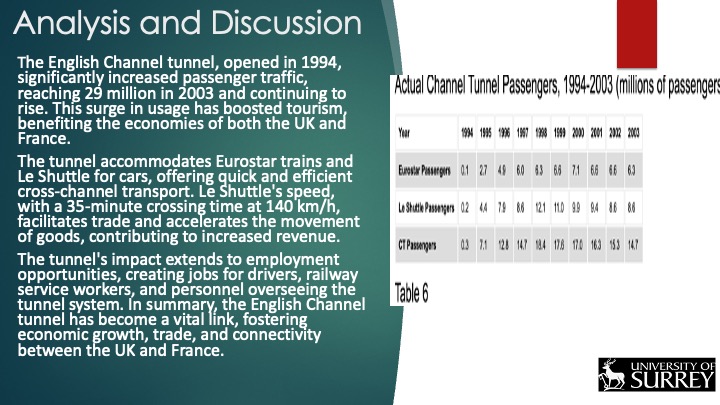 Analysis and Discussion
The English Channel tunnel, opened in 1994,
significantly increased passenger traffic,
reaching 29 million in 2003 and continuing to
rise. This surge in usage has boosted tourism,
benefiting the economies of both the UK and
France.
The tunnel accommodates Eurostar trains and
Le Shuttle for cars, offering quick and efficient
cross-channel transport. Le Shuttle's speed,
with a 35-minute crossing time at 140 km/h,
facilitates trade and accelerates the movement
of goods, contributing to increased revenue.
The tunnel's impact extends to employment
opportunities, creating jobs for drivers, railway
service workers, and personnel overseeing the
tunnel system. In summary, the English Channel
tunnel has become a vital link, fostering
economic growth, trade, and connectivity
between the UK and France.
Actual Channel Tunnel Passengers, 1994-2003 (millions of passengers
Year 1994 1995 1996 1997 1998 1999 2000 2001 2002 2003
Eurostar Passengers 0.1 2.7 4.9 6.0 6.3 6.6 7.1 6.6 6.6 6.3
Le Shuttle Passengers 0.2 4.4 7.9 8.6 12.1 11.0 9.9 9.4 8.6 8.6
CT Passengers 0.3 7.1 12.8 14.7 18.4 17.6 17.0 16.3 15.3 14.7
Table 6
UNIVERSITY OF
SURREY